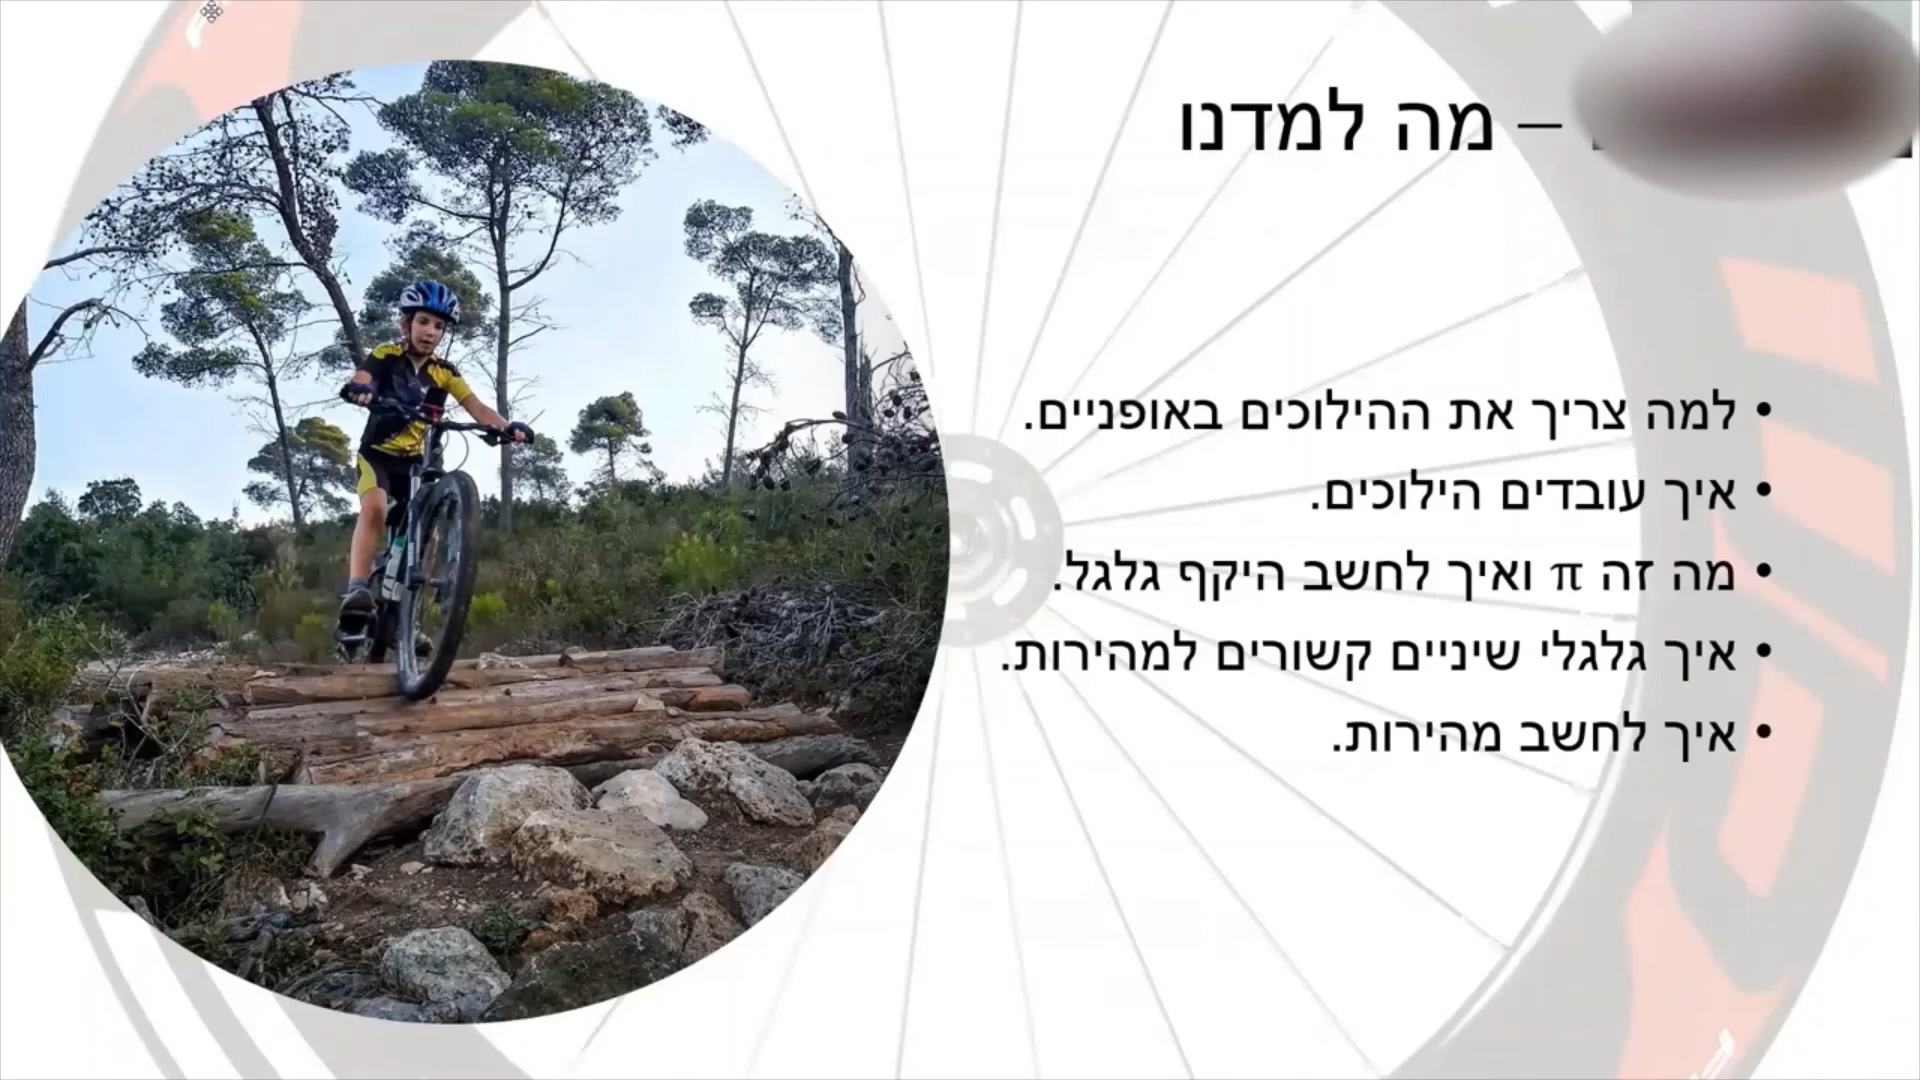 – מה למדנו
• למה צריך את ההילוכים באופניים.
• איך עובדים הילוכים.
• מה זה π ואיך לחשב היקף גלגל.
• איך גלגלי שיניים קשורים למהירות.
• איך לחשב מהירות.